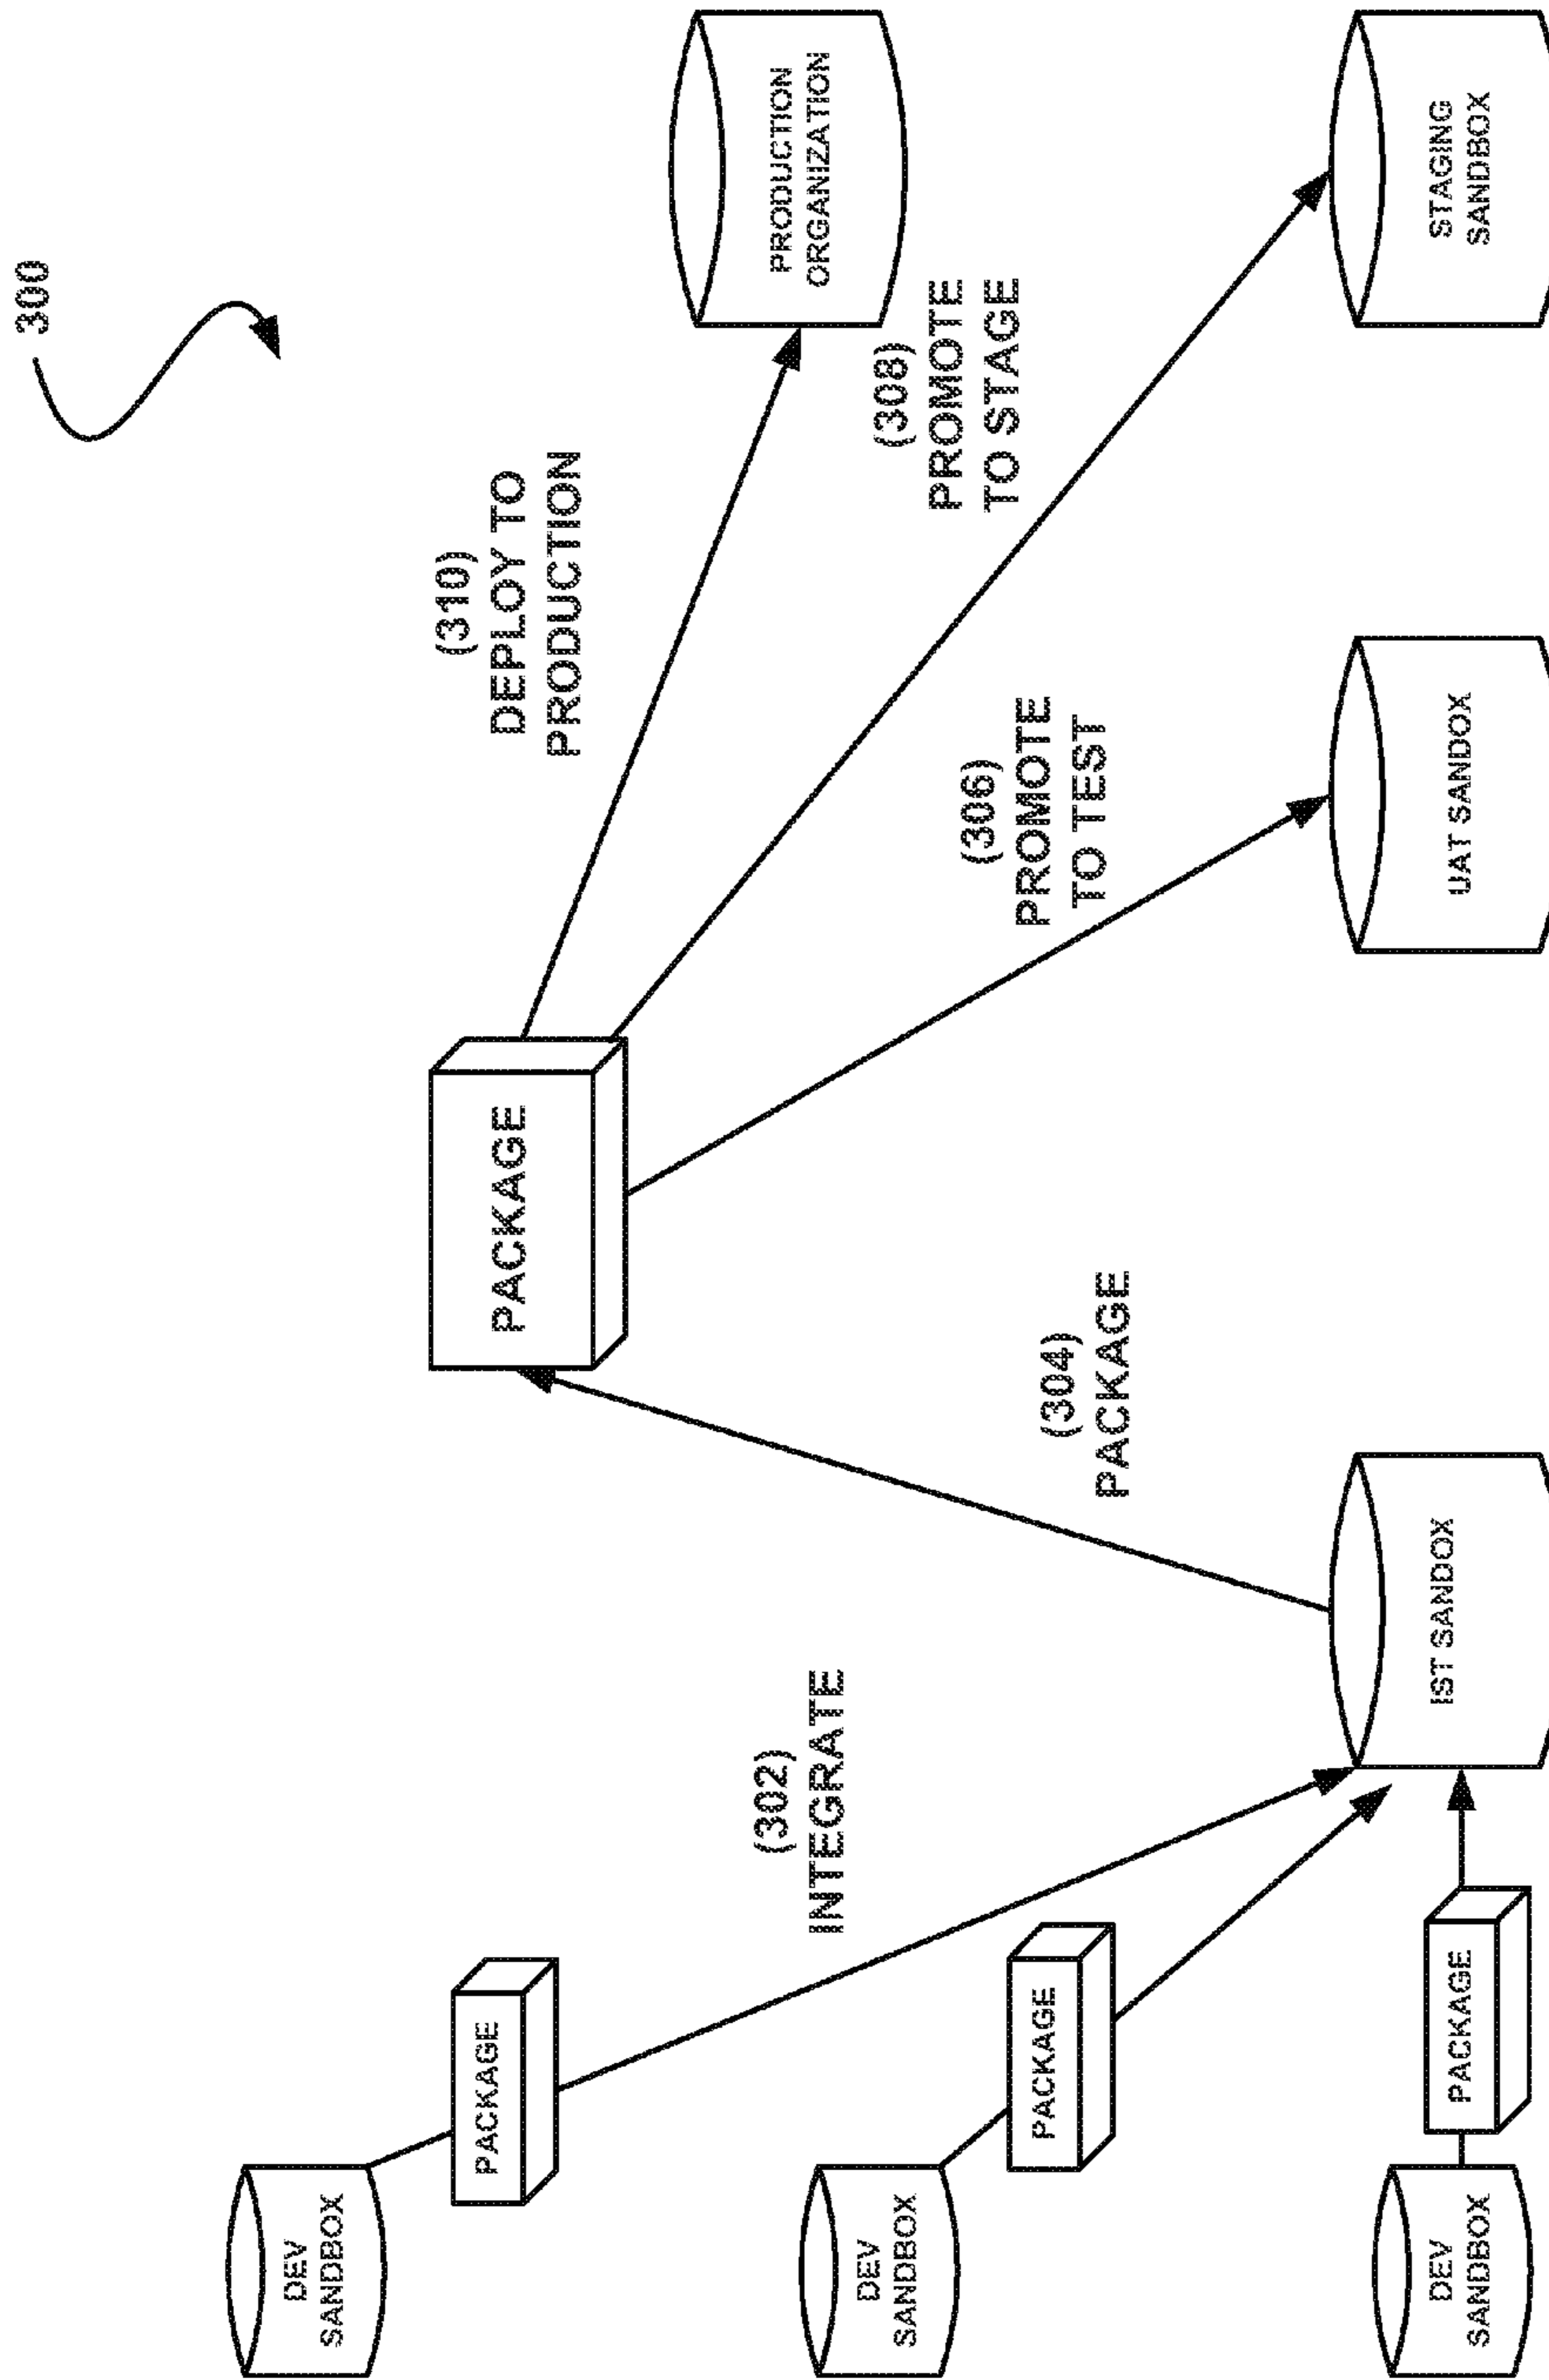 300
(310)
DEPLOY TO
PRODUCTION
PRODUCTION
ORGANIZATION
PACKAGE
(308)
PROMOTE
TO STAGE
(306)
PROMOTE
TO TEST
(304)
PACKAGE
(302)
INTEGRATE
DEV
SANDBOX
PACKAGE
DEV
SANDBOX
PACKAGE
DEV
SANDBOX
PACKAGE
IST SANDOX
UAT SANDOX
STAGING
SANDBOX